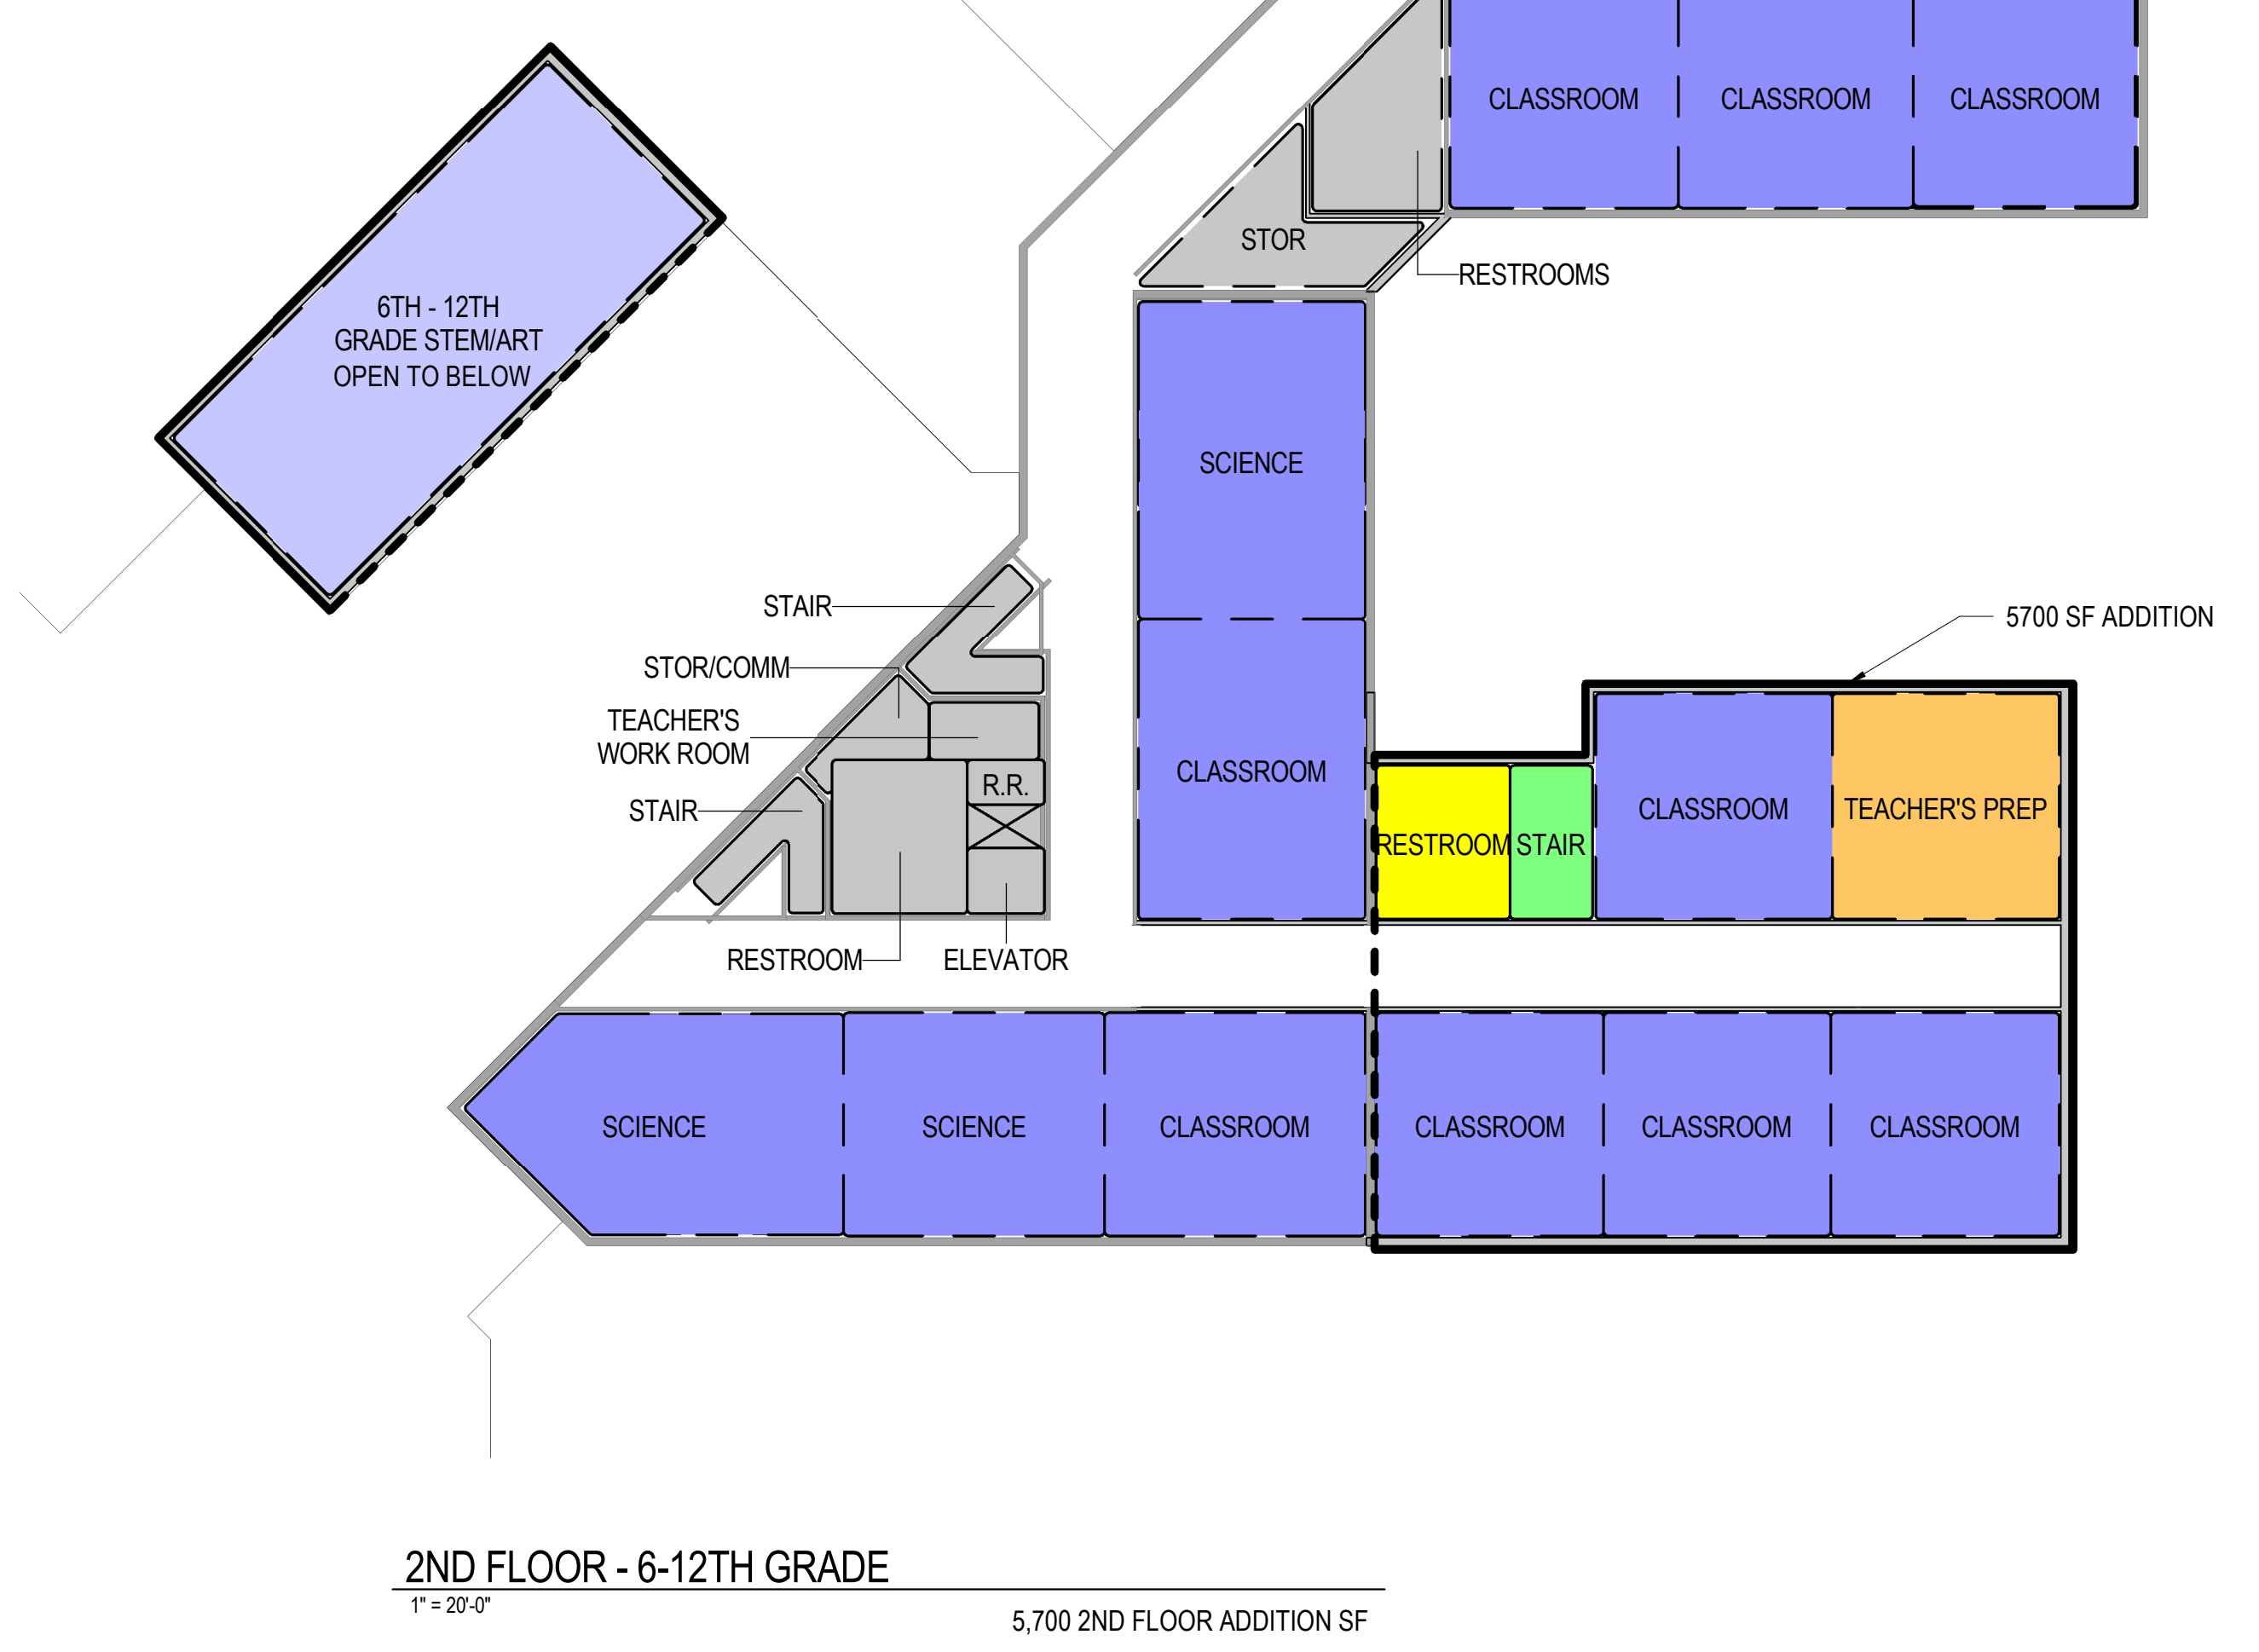 CLASSROOM
CLASSROOM
CLASSROOM
STOR
RESTROOMS
6TH - 12TH
GRADE STEM/ART
OPEN TO BELOW
SCIENCE
STAIR
5700 SF ADDITION
STOR/COMM
TEACHER'S
WORK ROOM
R.R.
STAIR
CLASSROOM
RESTROOM
STAIR
CLASSROOM
TEACHER'S PREP
RESTROOM
ELEVATOR
SCIENCE
SCIENCE
CLASSROOM
CLASSROOM
CLASSROOM
CLASSROOM
2ND FLOOR - 6-12TH GRADE
1" = 20'-0"
5,700 2ND FLOOR ADDITION SF